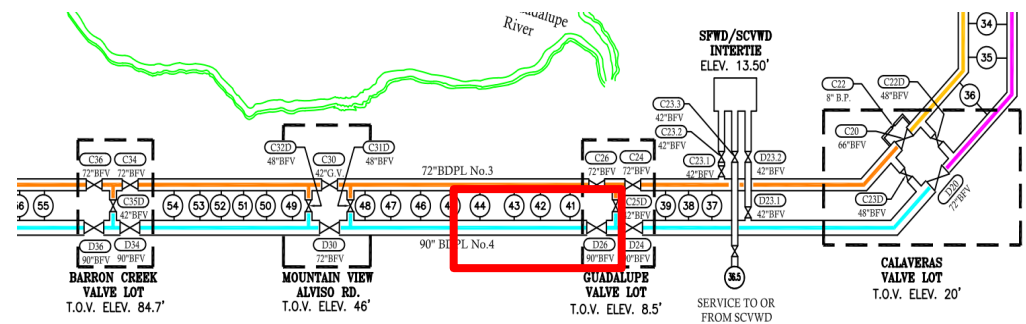 River
SFWD/SCVWD
INTERTIE
ELEV. 13.50'
34
35
36
C22
8" B.P.
C22D
48"BFV
C20
66"BFV
C23.3
42"BFV
C23.2
42"BFV
C23.1
42"BFV
D23.2
42"BFV
D23.1
42"BFV
C36
72"BFV
C34
72"BFV
C32D
48"BFV
C30
42"G.V.
C31D
48"BFV
72"BDPL No.3
C26
72"BFV
C24
72"BFV
55
C35D
42"BFV
54
53
52
51
50
49
48
47
46
44
43
42
41
C25D
39
38
37
C23D
48"BFV
D20
72"BFV
D36
90"BFV
D34
90"BFV
D30
72"BFV
90" BDPL No.4
D26
90"BFV
D24
90"BFV
BARRON CREEK
VALVE LOT
T.O.V. ELEV. 84.7'
MOUNTAIN VIEW
ALVISO RD.
T.O.V. ELEV. 46'
GUADALUPE
VALVE LOT
T.O.V. ELEV. 8.5'
36.5
SERVICE TO OR
FROM SCVWD
CALAVERAS
VALVE LOT
T.O.V. ELEV. 20'